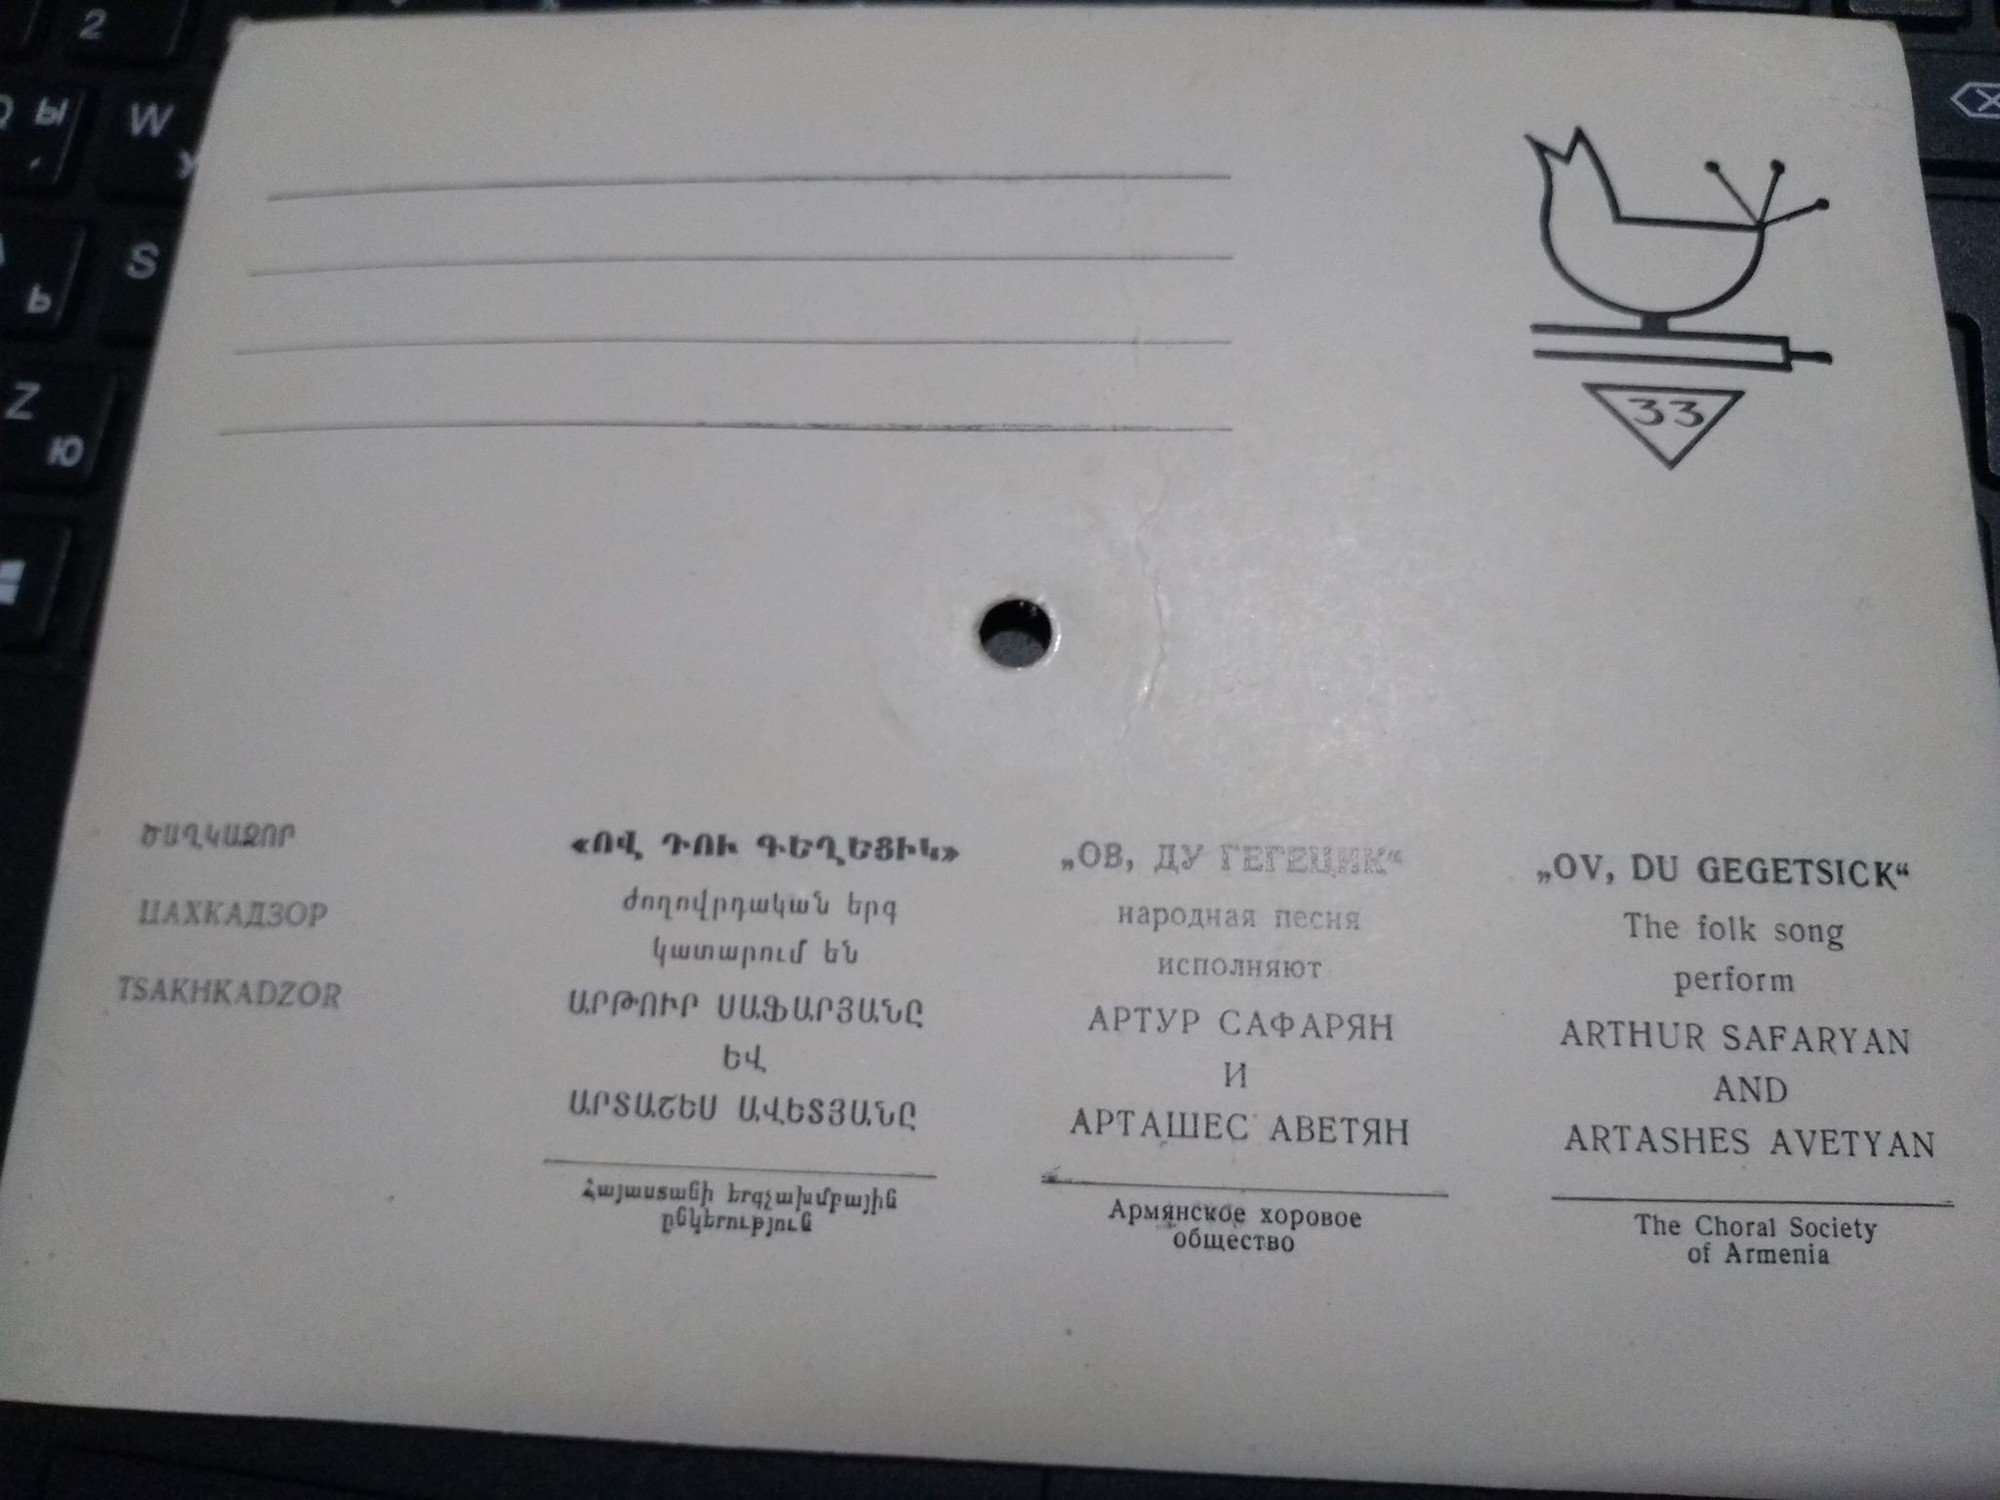 2
Ы
W
У
S
Ь
Z
Ю
33
ԾԱՂԿԱՁՈՐ
ЦАХКАДЗОР
TSAKHKADZOR
«ՈՎ, ԴՈՒ ԳԵՂԵՑԻԿ»
ժողովրդական երգ
կատարում են
ԱՐԹՈՒՐ ՍԱՖԱՐՅԱՆԸ
ԵՎ
ԱՐՏԱՇԵՍ ԱՎԵՏՅԱՆԸ
Հայաստանի երգչախմբային
ընկերություն
„ОВ, ДУ ГЕГЕЦИК“
народная песня
исполняют
АРТУР САФАРЯН
И
АРТАШЕС АВЕТЯН
Армянское хоровое
общество
„OV, DU GEGETSICK“
The folk song
perform
ARTHUR SAFARYAN
AND
ARTASHES AVETYAN
The Choral Society
of Armenia